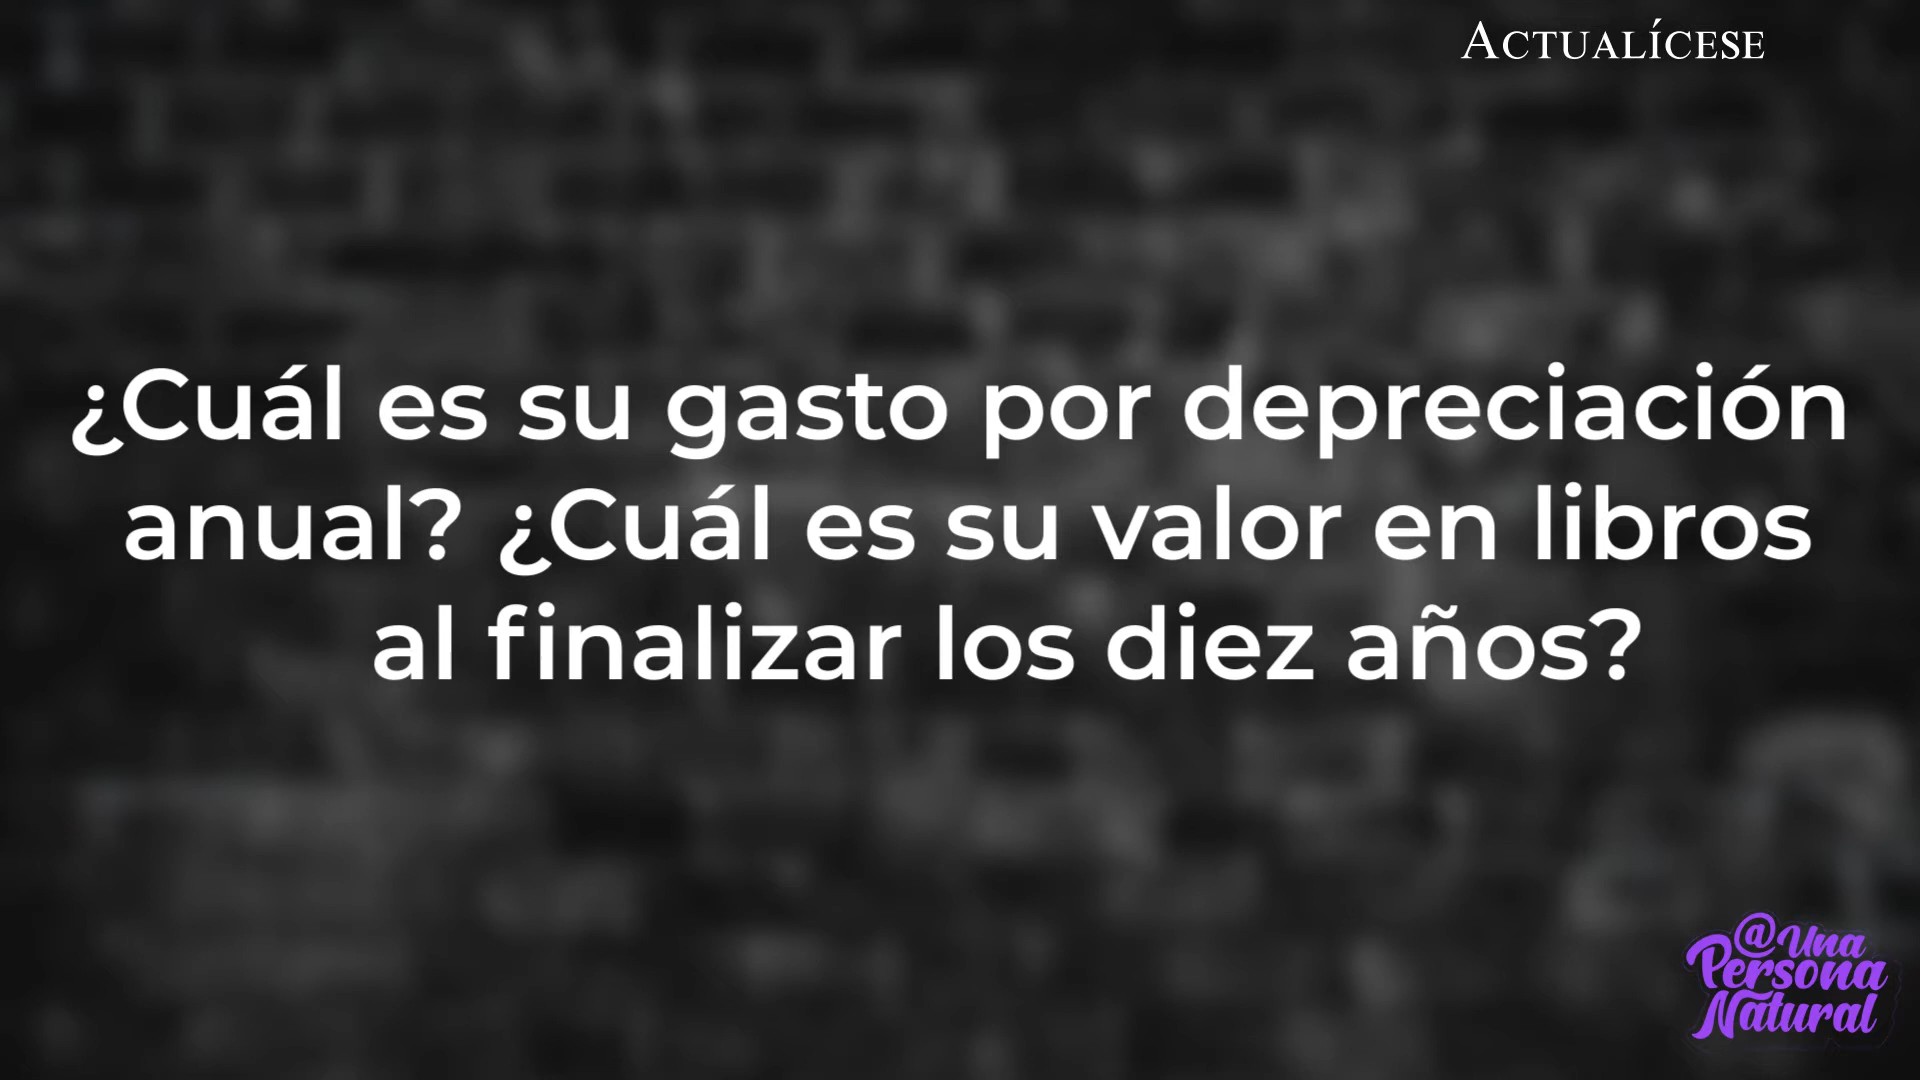 ACTUALÍCESE
¿Cuál es su gasto por depreciación
anual? ¿Cuál es su valor en libros
al finalizar los diez años?
@Una
Persona
Natural